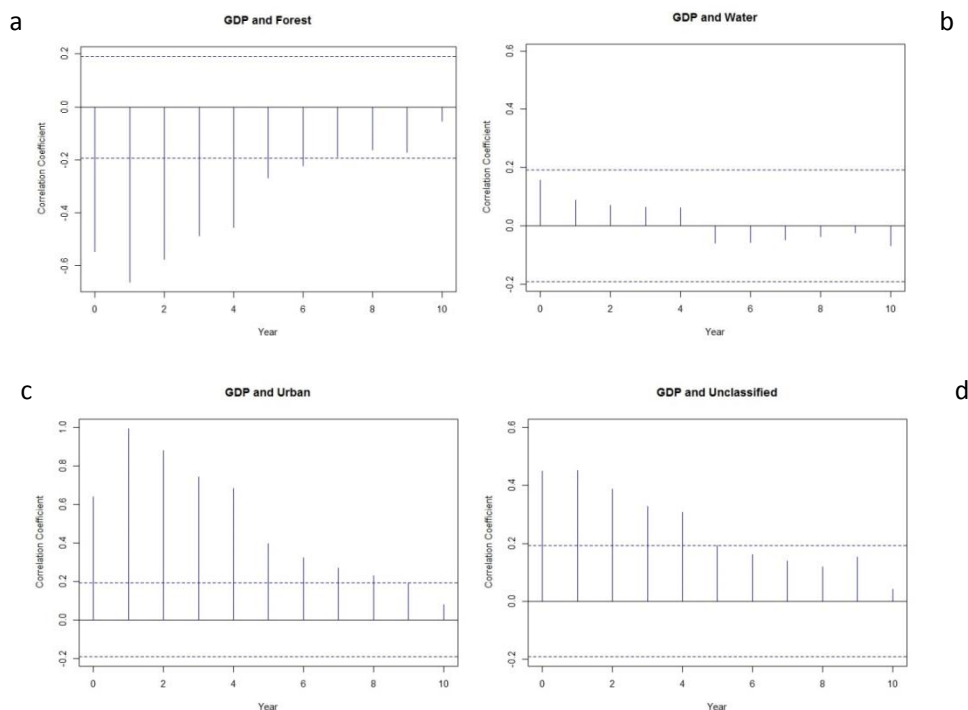 a
GDP and Forest
Correlation Coefficient
0.2
0.0
-0.2
-0.4
-0.6
0 2 4 6 8 10
Year
b
GDP and Water
Correlation Coefficient
0.6
0.4
0.2
0.0
-0.2
0 2 4 6 8 10
Year
c
GDP and Urban
Correlation Coefficient
1.0
0.8
0.6
0.4
0.2
0.0
-0.2
0 2 4 6 8 10
Year
d
GDP and Unclassified
Correlation Coefficient
0.6
0.4
0.2
0.0
-0.2
0 2 4 6 8 10
Year